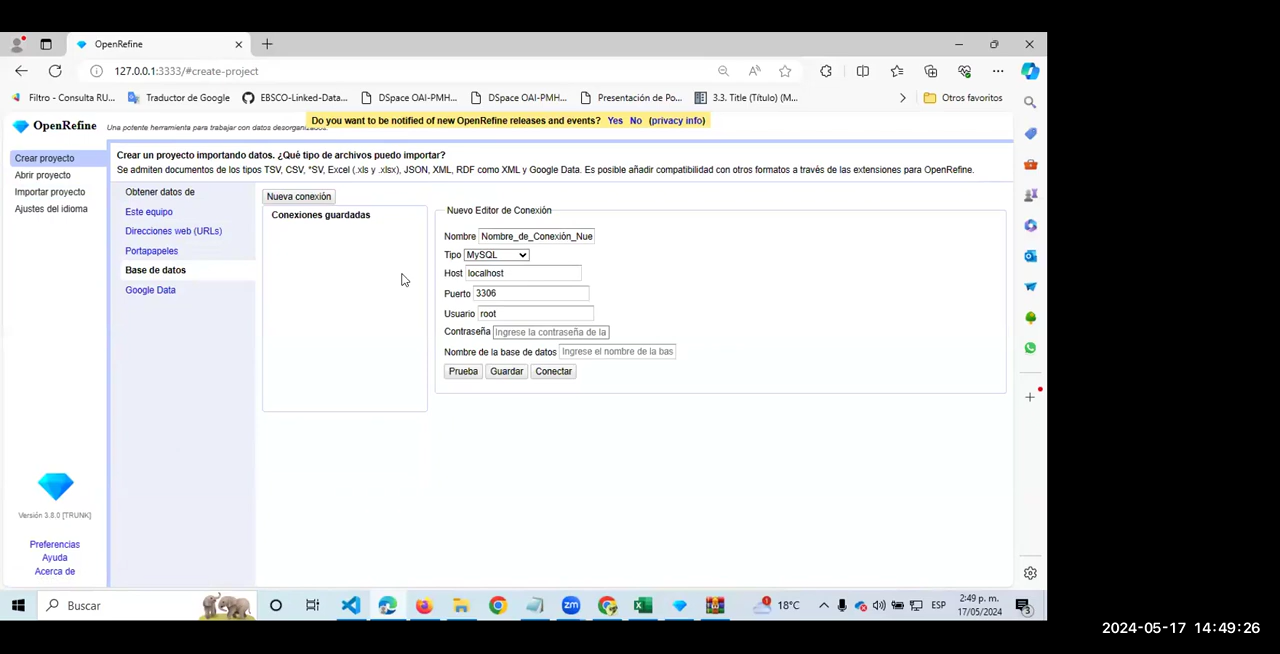 OpenRefine
127.0.0.1:3333/#create-project
Filtro - Consulta RU...
Traductor de Google
EBSCO-Linked-Data...
DSpace OAI-PMH...
DSpace OAI-PMH...
Presentación de Po...
3.3. Title (Título) (M...
Otros favoritos
Do you want to be notified of new OpenRefine releases and events? Yes No (privacy info)
OpenRefine
Una potente herramienta para trabajar con datos desorganizados.
Crear proyecto
Abrir proyecto
Importar proyecto
Ajustes del idioma
Crear un proyecto importando datos. ¿Qué tipo de archivos puedo importar?
Se admiten documentos de los tipos TSV, CSV, *SV, Excel (.xls y .xlsx), JSON, XML, RDF como XML y Google Data. Es posible añadir compatibilidad con otros formatos a través de las extensiones para OpenRefine.
Obtener datos de
Este equipo
Direcciones web (URLs)
Portapapeles
Base de datos
Google Data
Nueva conexión
Conexiones guardadas
Nuevo Editor de Conexión
Nombre Nombre_de_Conexión_Nue
Tipo MySQL
Host localhost
Puerto 3306
Usuario root
Contraseña Ingrese la contraseña de la
Nombre de la base de datos Ingrese el nombre de la bas
Prueba Guardar Conectar
Versión 3.8.0 [TRUNK]
Preferencias
Ayuda
Acerca de
Buscar
zm
18°C
ESP
2:49 p. m.
17/05/2024
3
2024-05-17 14:49:26